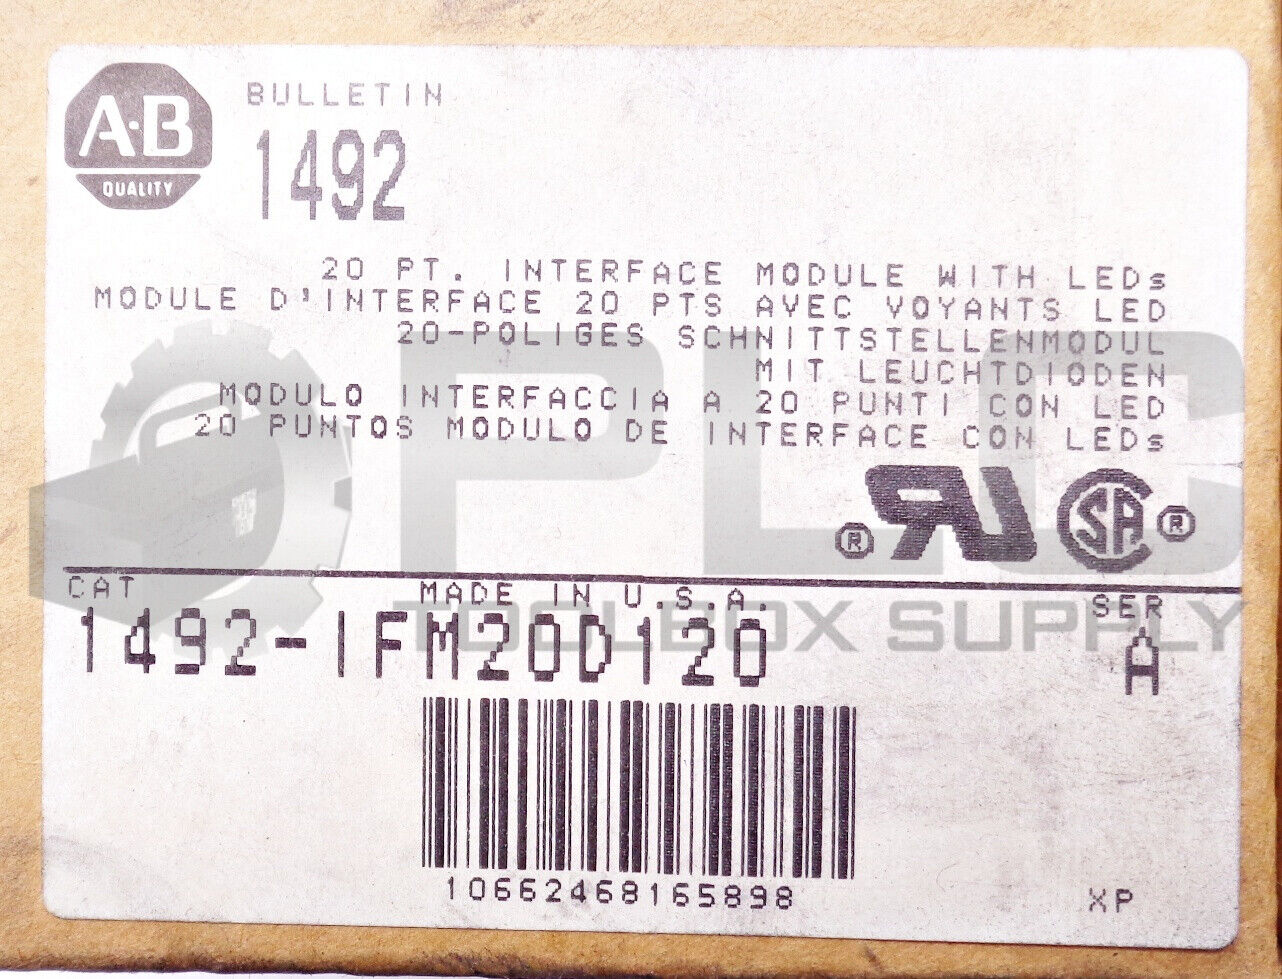 A·B
QUALITY
BULLETIN
1492
20 PT. INTERFACE MODULE WITH LEDs
MODULE D'INTERFACE 20 PTS AVEC VOYANTS LED
20-POLIGES SCHNITTSTELLENMODUL
MIT LEUCHTDIODEN
MODULO INTERFACCIA A 20 PUNTI CON LED
20 PUNTOS MODULO DE INTERFACE CON LEDs
PLC
TOOLBOX SUPPLY
® UR SA ®
CAT MADE IN U.S.A. SER
1492-IFM20D120 A
10662468165898
XP